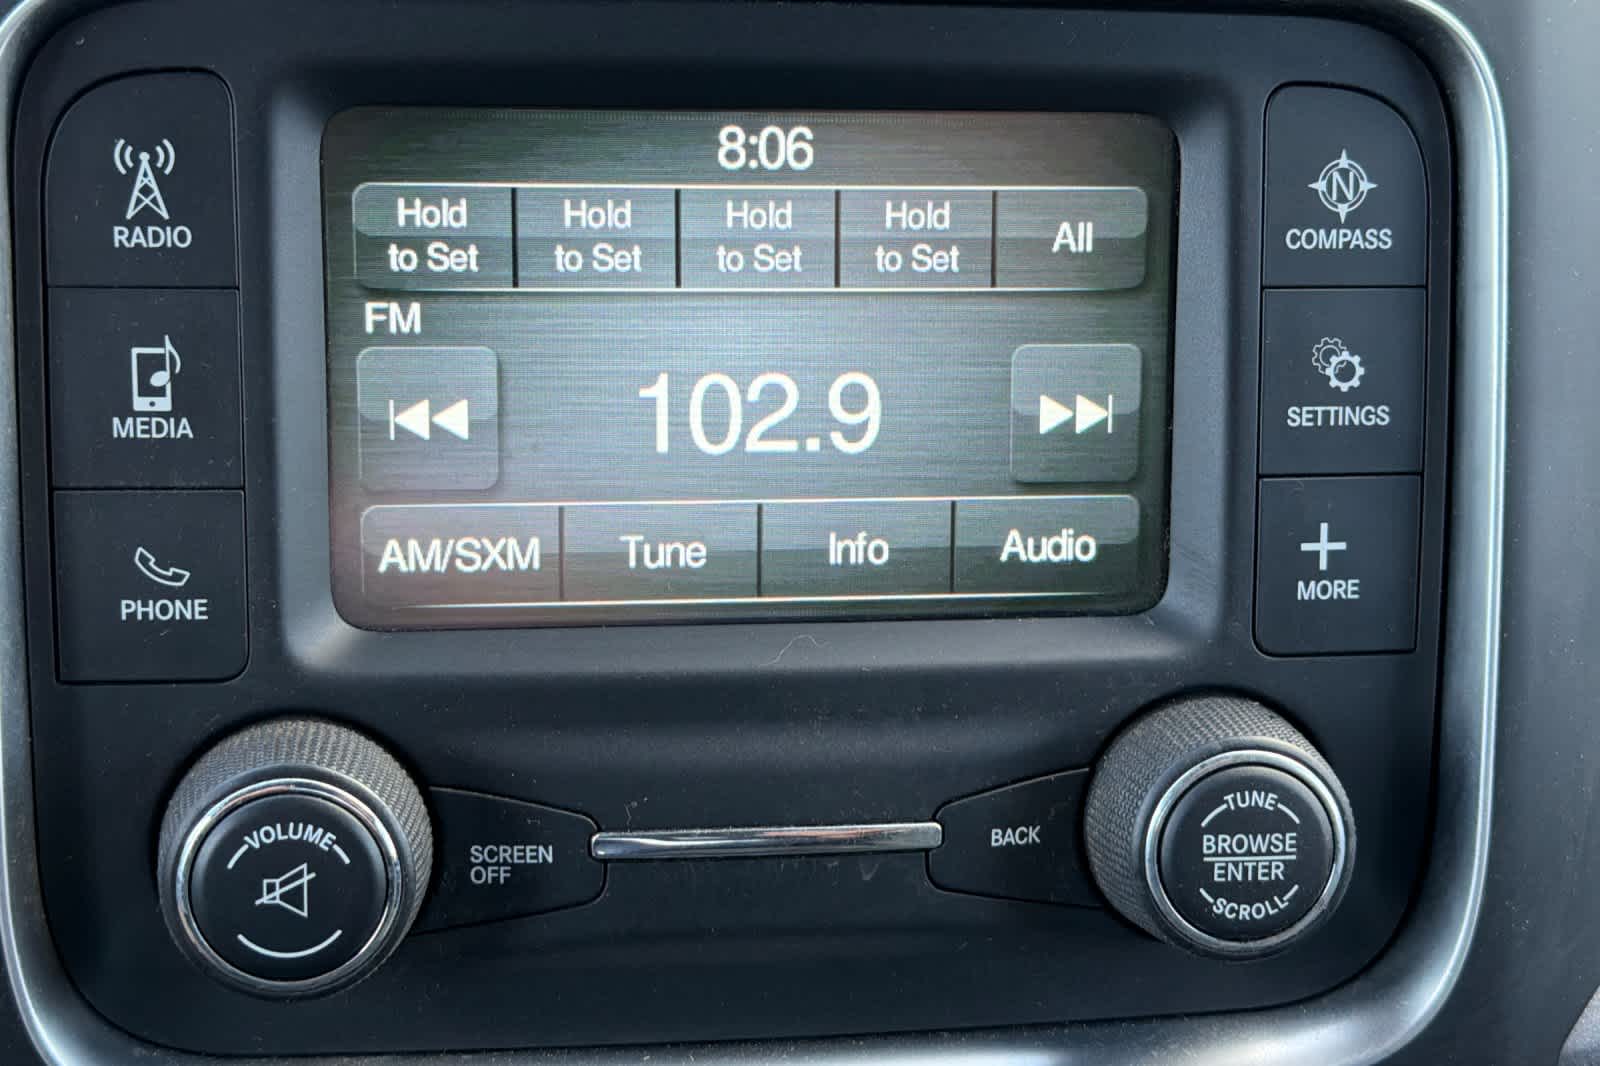 8:06
Hold
to Set
Hold
to Set
Hold
to Set
Hold
to Set
All
FM
102.9
AM/SXM
Tune
Info
Audio
RADIO
MEDIA
PHONE
N
COMPASS
SETTINGS
MORE
VOLUME
SCREEN
OFF
BACK
TUNE
BROWSE
ENTER
SCROLL